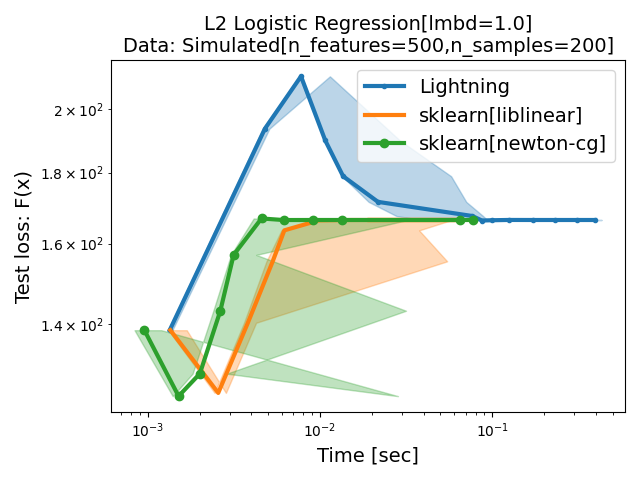 L2 Logistic Regression[lmbd=1.0]
Data: Simulated[n_features=500,n_samples=200]
Lightning
sklearn[liblinear]
sklearn[newton-cg]
Test loss: F(x)
2 × 10²
1.8 × 10²
1.6 × 10²
1.4 × 10²
10⁻³
10⁻²
10⁻¹
Time [sec]